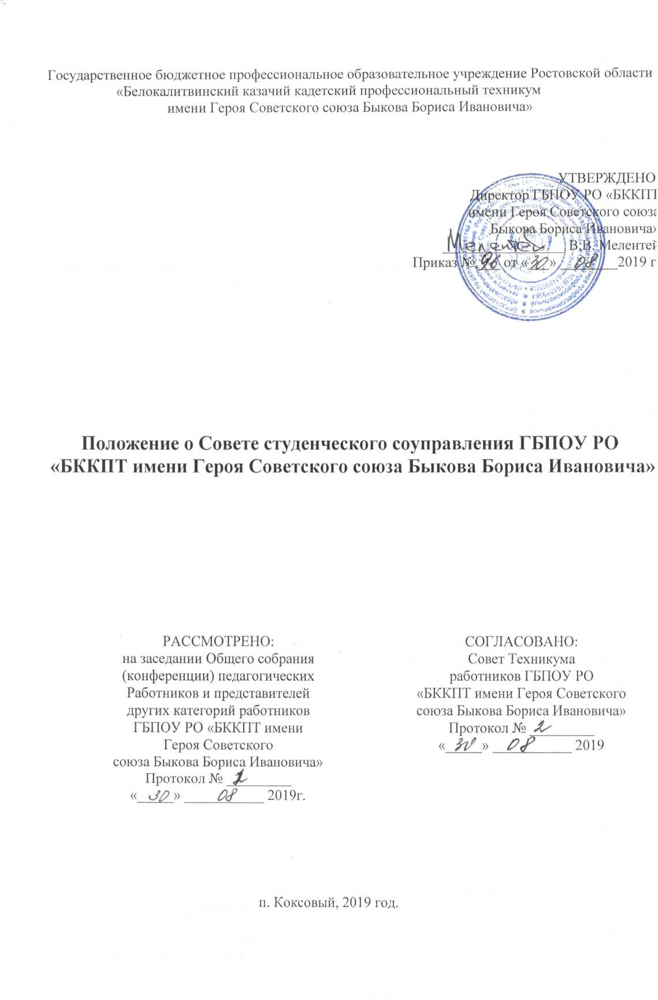 Государственное бюджетное профессиональное образовательное учреждение Ростовской области
«Белокалитвинский казачий кадетский профессиональный техникум
имени Героя Советского союза Быкова Бориса Ивановича»
УТВЕРЖДЕНО
Директор ГБПОУ РО «БККПТ
имени Героя Советского союза
Быкова Бориса Ивановича»
Мелентей В.В. Мелентей
Приказ № 96 от «30» 08 2019 г
Положение о Совете студенческого соуправления ГБПОУ РО
«БККПТ имени Героя Советского союза Быкова Бориса Ивановича»
РАССМОТРЕНО:
на заседании Общего собрания
(конференции) педагогических
Работников и представителей
других категорий работников
ГБПОУ РО «БККПТ имени
Героя Советского
союза Быкова Бориса Ивановича»
Протокол №
«30» 08 2019г.
СОГЛАСОВАНО:
Совет Техникума
работников ГБПОУ РО
«БККПТ имени Героя Советского
союза Быкова Бориса Ивановича»
Протокол № 2
«30» 08 2019
п. Коксовый, 2019 год.